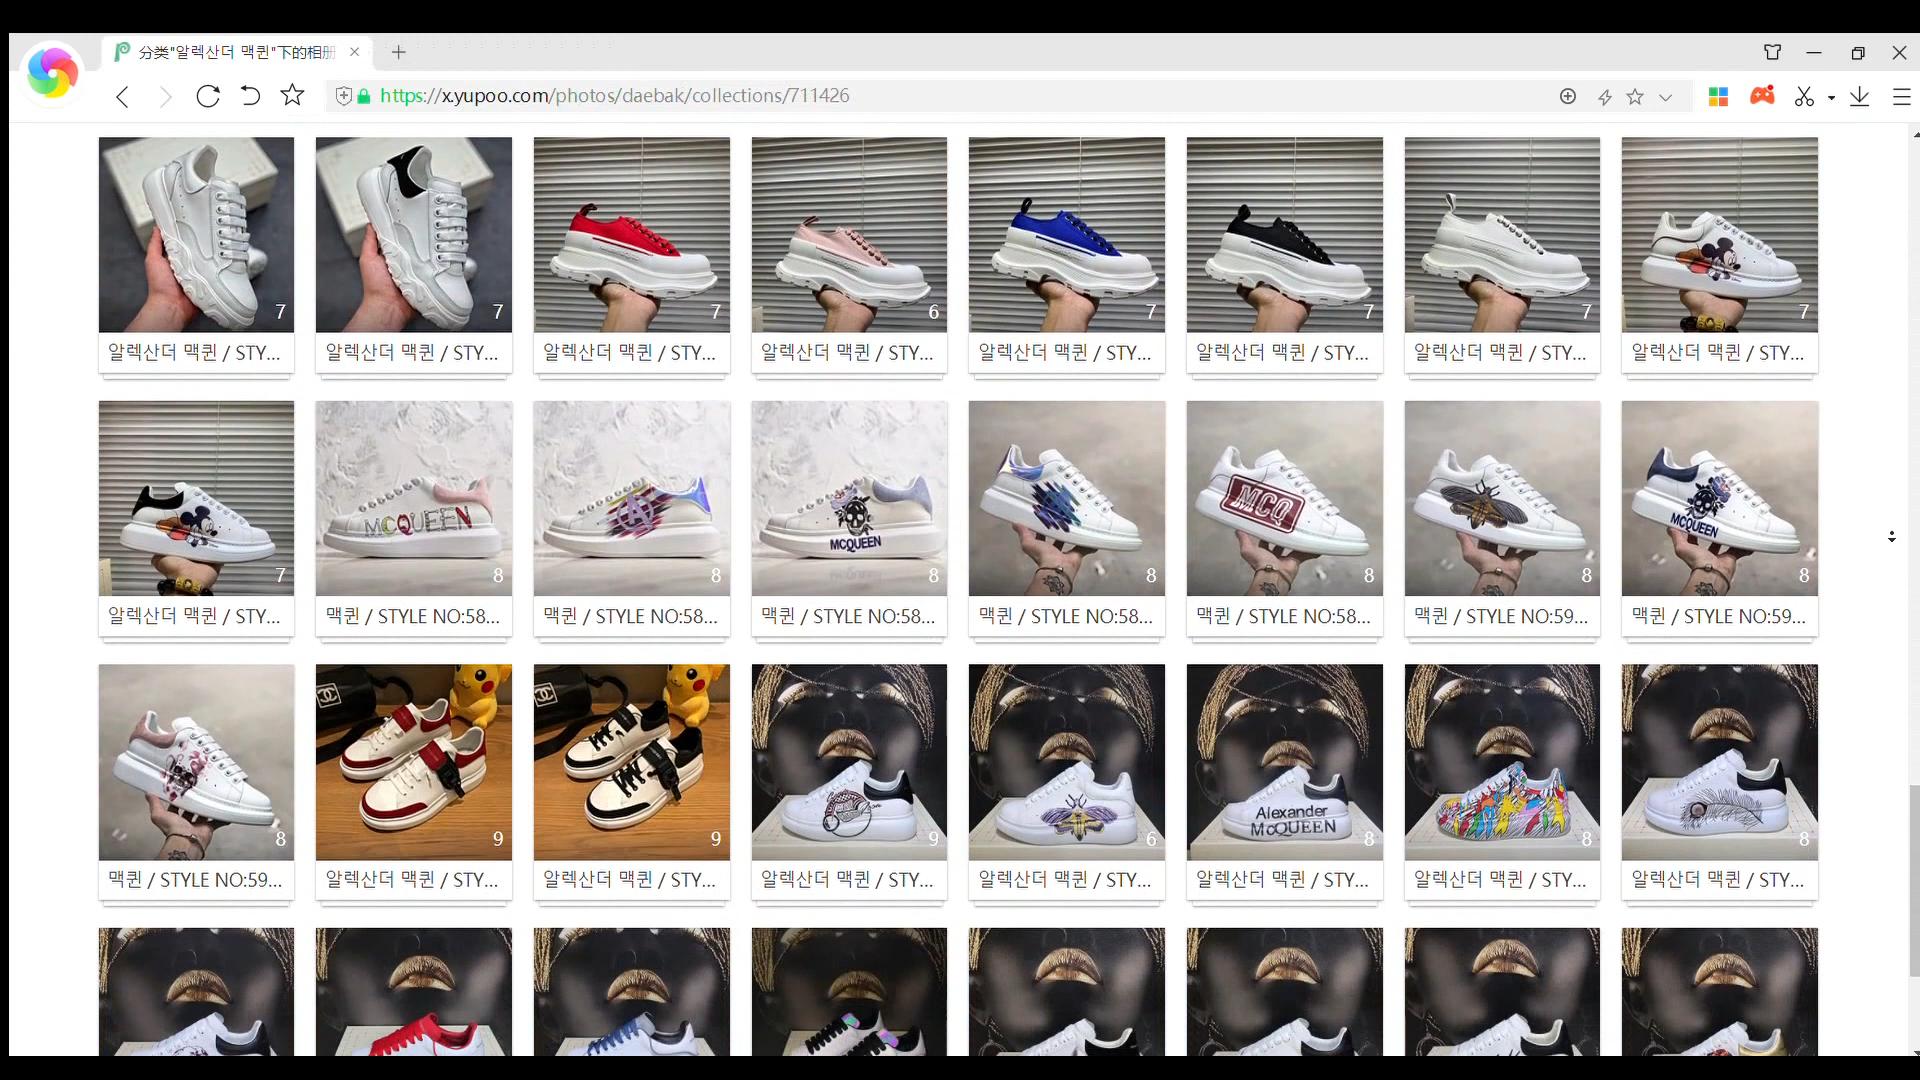 分类"알렉산더 맥퀸"下的相册
https://x.yupoo.com/photos/daebak/collections/711426
7
7
7
6
7
7
7
7
알렉산더 맥퀸 / STY...
알렉산더 맥퀸 / STY...
알렉산더 맥퀸 / STY...
알렉산더 맥퀸 / STY...
알렉산더 맥퀸 / STY...
알렉산더 맥퀸 / STY...
알렉산더 맥퀸 / STY...
알렉산더 맥퀸 / STY...
MCQUEEN
MCQUEEN
MCQ
MCQUEEN
7
8
8
8
8
8
8
8
알렉산더 맥퀸 / STY...
맥퀸 / STYLE NO:58...
맥퀸 / STYLE NO:58...
맥퀸 / STYLE NO:58...
맥퀸 / STYLE NO:58...
맥퀸 / STYLE NO:58...
맥퀸 / STYLE NO:59...
맥퀸 / STYLE NO:59...
Alexander
McQUEEN
8
9
9
9
6
8
8
8
맥퀸 / STYLE NO:59...
알렉산더 맥퀸 / STY...
알렉산더 맥퀸 / STY...
알렉산더 맥퀸 / STY...
알렉산더 맥퀸 / STY...
알렉산더 맥퀸 / STY...
알렉산더 맥퀸 / STY...
알렉산더 맥퀸 / STY...